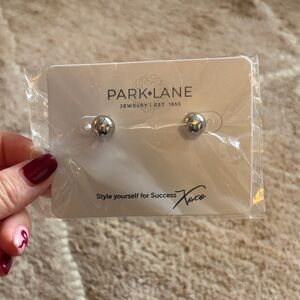 PARK LANE
JEWELRY | EST 1955
Style yourself for Success Xoxo